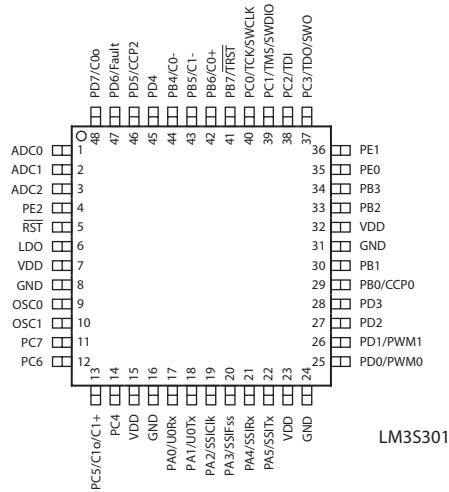 PD7/C0o
PD6/Fault
PD5/CCP2
PD4
PB4/C0-
PB5/C1-
PB6/C0+
PB7/TRST
PC0/TCK/SWCLK
PC1/TMS/SWDIO
PC2/TDI
PC3/TDO/SWO
48
47
46
45
44
43
42
41
40
39
38
37
ADC0 1
ADC1 2
ADC2 3
PE2 4
RST 5
LDO 6
VDD 7
GND 8
OSC0 9
OSC1 10
PC7 11
PC6 12
36 PE1
35 PE0
34 PB3
33 PB2
32 VDD
31 GND
30 PB1
29 PB0/CCP0
28 PD3
27 PD2
26 PD1/PWM1
25 PD0/PWM0
13
14
15
16
17
18
19
20
21
22
23
24
PC5/C1o/C1+
PC4
VDD
GND
PA0/U0Rx
PA1/U0Tx
PA2/SSIClk
PA3/SSIFss
PA4/SSIRx
PA5/SSITx
VDD
GND
LM3S301